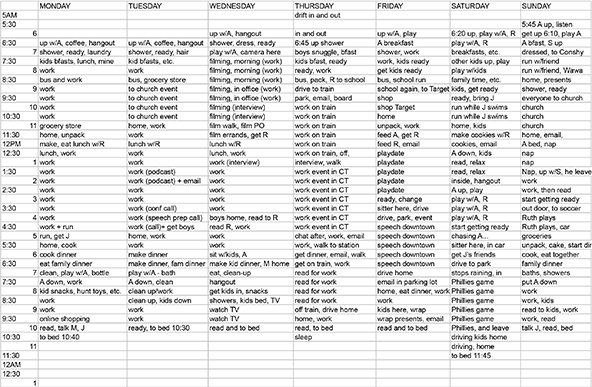 MONDAY TUESDAY WEDNESDAY THURSDAY FRIDAY SATURDAY SUNDAY
5AM drift in and out
5:30 5:45 A up, listen
6 up w/A, hangout in and out up w/A, play 6:20 up, play w/A, R get up 6:10, play A
6:30 up w/A, coffee, hangout up w/A, coffee, hangout shower, dress, ready 6:45 up shower A breakfast play w/A, R A bfast, S up
7 shower, ready, laundry shower, ready, hair play w/A, camera here boys snuggle, bfast shower, work breakfasts, etc. dressed, to Conshy
7:30 kids bfasts, lunch, mine kid bfasts, etc. filming, morning (work) kids bfast, ready work, kids ready other kids up, play run w/friend
8 work work filming, morning (work) ready, work get kids ready play w/kids run w/friend, Wawa
8:30 bus and work bus, grocery store filming, morning (work) bus, pack, R to school bus, school run family time, etc. home, presents
9 work to church event filming, in office (work) drive to train school again, to Target kids, get ready shower, ready
9:30 work to church event filming, in office (work) park, email, board shop ready, bring J everyone to church
10 work to church event filming, morning (work) work on train shop Target run while J swims church
10:30 work to church event filming, morning (work) work on train home run while J swims church
11 grocery store home, work film walk, film PO work on train unpack, work home, kids church
11:30 home, unpack work film errands, get R work on train feed A, get R make cookies w/R home, email,
12PM make, eat lunch w/R lunch w/R lunch w/R work on train feed R, email cookies, email A bed, nap
12:30 lunch, work work lunch, work work on train, off, playdate A down, kids nap
1 work work work (interview) interview, walk playdate read, relax nap
1:30 work work (podcast) work work event in CT playdate read, relax Nap, up w/S, he leave
2 work work (podcast) + email work work event in CT playdate inside, hangout work
2:30 work work work work event in CT playdate A up, play work, then read
3 work work work work event in CT ready, change play w/A, R start getting ready
3:30 work work (conf call) work work event in CT sitter here, drive play w/A, R out door, to soccer
4 work work (speech prep call) boys home, read to R work event in CT drive, park, event play w/A, R Ruth plays
4:30 work + run work (call)+ get boys read R, work work event in CT speech downtown start getting ready Ruth plays, car
5 run, get J home, work work chat after, work, email speech downtown chasing A... groceries
5:30 home, cook work work work, walk to station speech downtown sitter here, in car unpack, cake, start dir
6 cook dinner make dinner sit w/kids, A get dinner, email, walk speech downtown get J's friends cook, eat together
6:30 eat family dinner make dinner, fam dinner make kid dinner, M home get on train, work speech downtown drive to park family dinner
7 clean, play w/A, bottle play w/A - bath eat, clean-up read for work drive home stops raining, in baths, showers
7:30 A down, work A down, clean hangout read for work email in parking lot Phillies game put A down
8 kid snacks, hunt toys, etc. clean up/work get kids in, snacks read for work home, eat dinner, work Phillies game work
8:30 work clean up, kids down showers, kids bed, TV read for work work Phillies game work, kids
9 work work watch TV off train, drive home kids here, wrap Phillies game read to kids, work
9:30 online shopping work watch TV home, work wrap presents, email Phillies game work, read
10 read, talk M, J ready, to bed 10:30 read and to bed read, to bed read and to bed Phillies, and leave talk J, read, bed
10:30 to bed 10:40 sleep driving kids home
11 driving, home
11:30 to bed 11:45
12AM
12:30
1